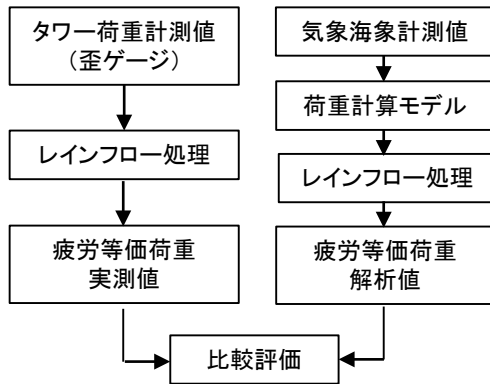 タワー荷重計測値
（歪ゲージ）
レインフロー処理
疲労等価荷重
実測値
気象海象計測値
荷重計算モデル
レインフロー処理
疲労等価荷重
解析値
比較評価